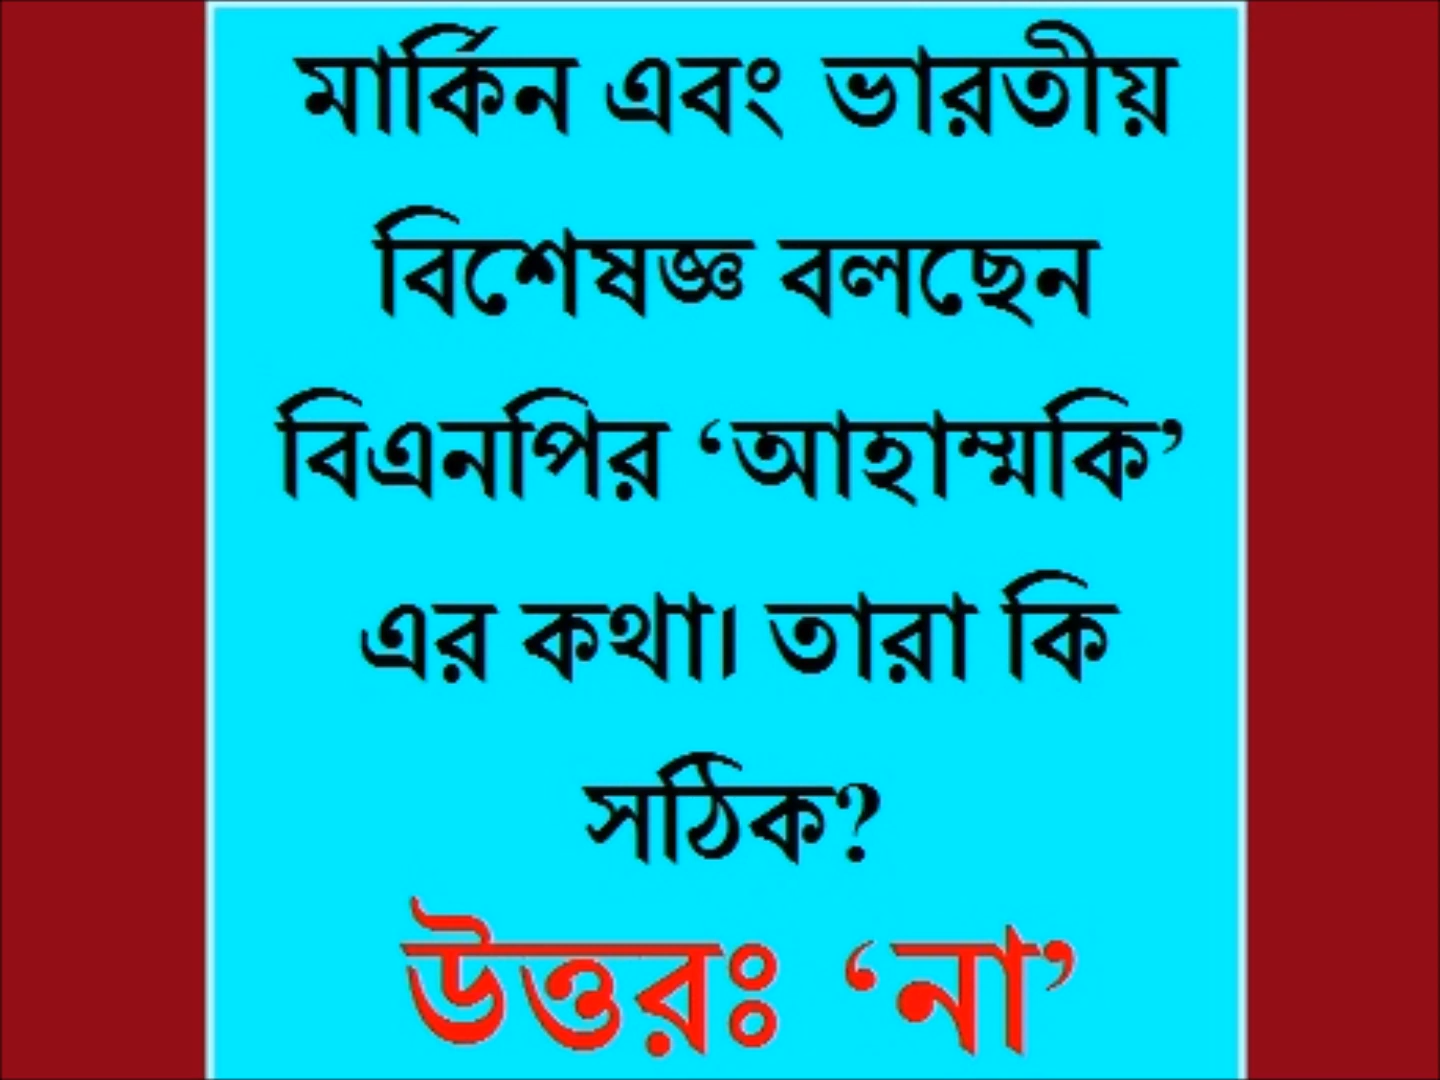 মার্কিন এবং ভারতীয়
বিশেষজ্ঞ বলছেন
বিএনপির ‘আহাম্মকি’
এর কথা। তারা কি
সঠিক?
উত্তরঃ ‘না’